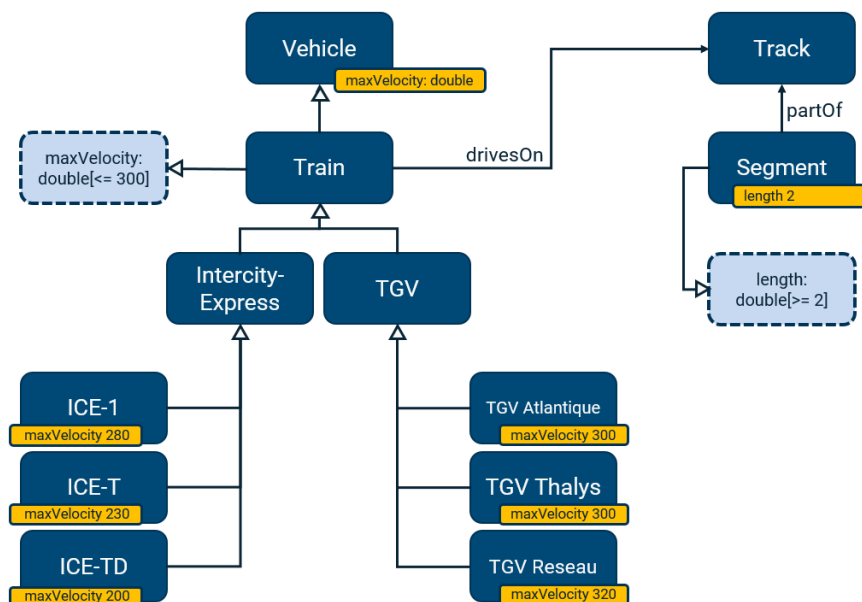 Vehicle
maxVelocity: double
Track
partOf
maxVelocity:
double[<= 300]
Train
drivesOn
Segment
length 2
Intercity-
Express
TGV
length:
double[>= 2]
ICE-1
maxVelocity 280
TGV Atlantique
maxVelocity 300
ICE-T
maxVelocity 230
TGV Thalys
maxVelocity 300
ICE-TD
maxVelocity 200
TGV Reseau
maxVelocity 320